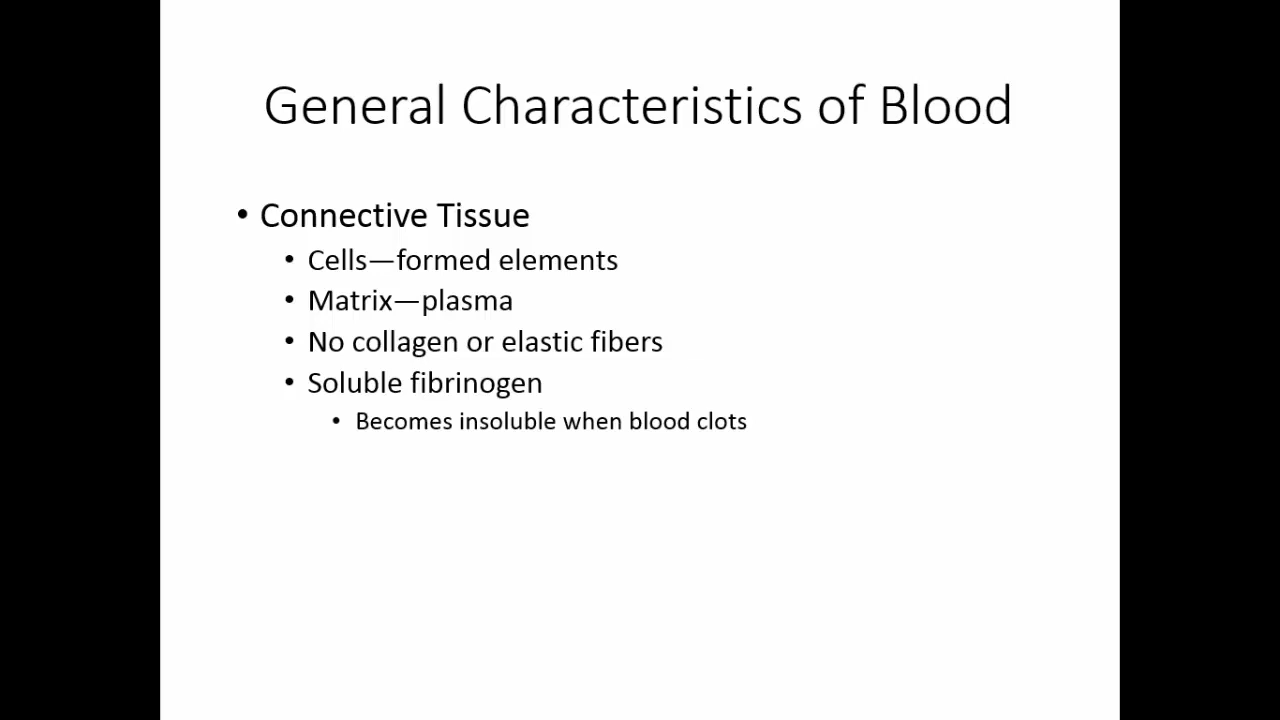 General Characteristics of Blood
• Connective Tissue
• Cells—formed elements
• Matrix—plasma
• No collagen or elastic fibers
• Soluble fibrinogen
• Becomes insoluble when blood clots